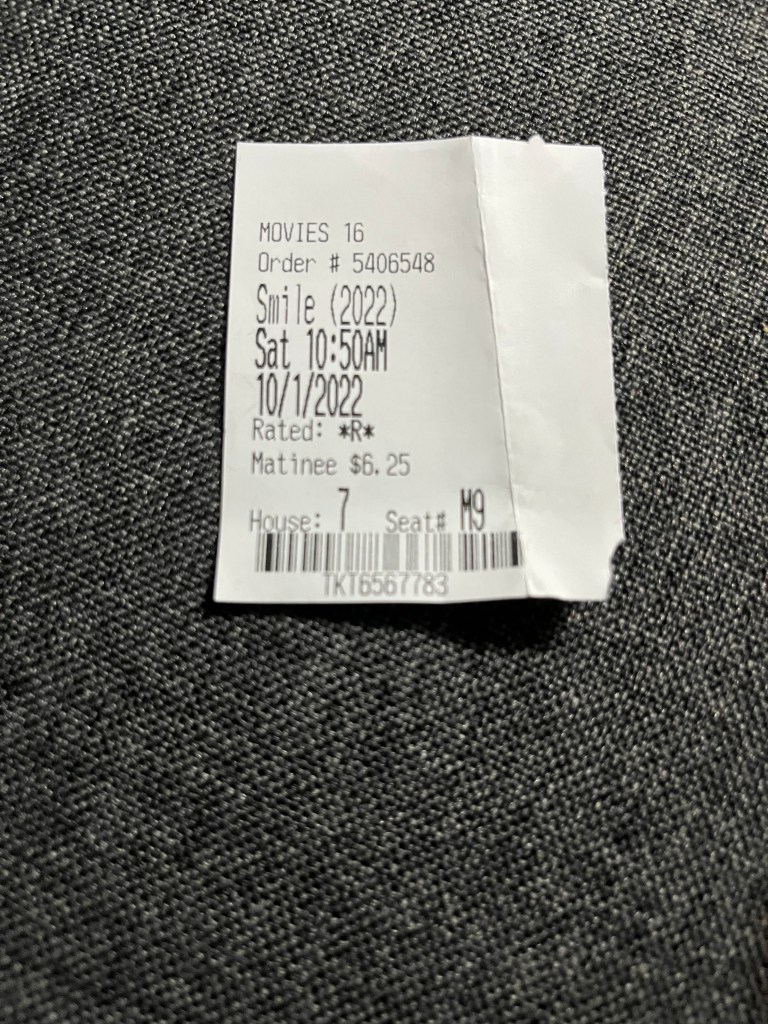 MOVIES 16
Order # 5406548
Smile (2022)
Sat 10:50AM
10/1/2022
Rated: *R*
Matinee $6.25
House: 7 Seat# M9
TKT6567783